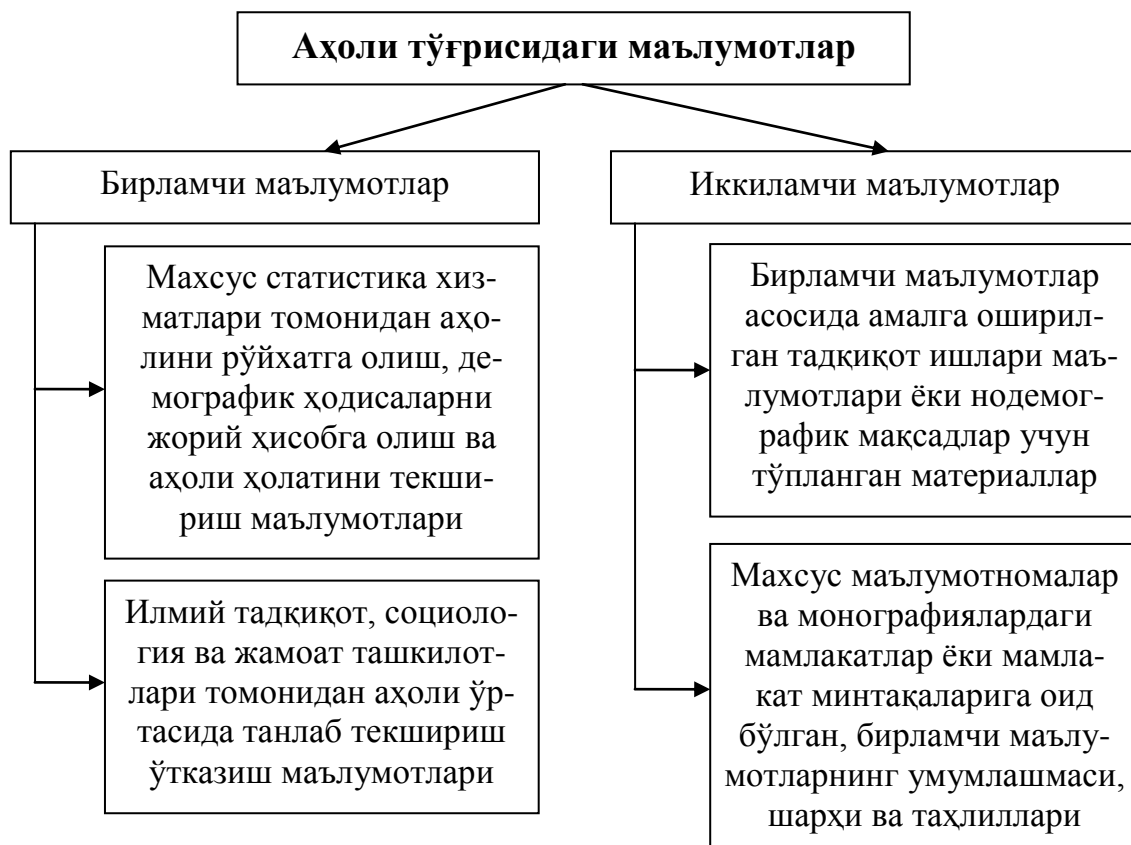 Аҳоли тўғрисидаги маълумотлар
Бирламчи маълумотлар
Махсус статистика хиз-
матлари томонидан аҳо-
лини рўйхатга олиш, де-
мографик ҳодисаларни
жорий ҳисобга олиш ва
аҳоли ҳолатини текши-
риш маълумотлари
Илмий тадқиқот, социоло-
гия ва жамоат ташкилот-
лари томонидан аҳоли ўр-
тасида танлаб текшириш
ўтказиш маълумотлари
Иккиламчи маълумотлар
Бирламчи маълумотлар
асосида амалга оширил-
ган тадқиқот ишлари маъ-
лумотлари ёки нодемог-
рафик мақсадлар учун
тўпланган материаллар
Махсус маълумотномалар
ва монографиялардаги
мамлакатлар ёки мамла-
кат минтақаларига оид
бўлган, бирламчи маълу-
мотларнинг умумлашмаси,
шарҳи ва таҳлиллари